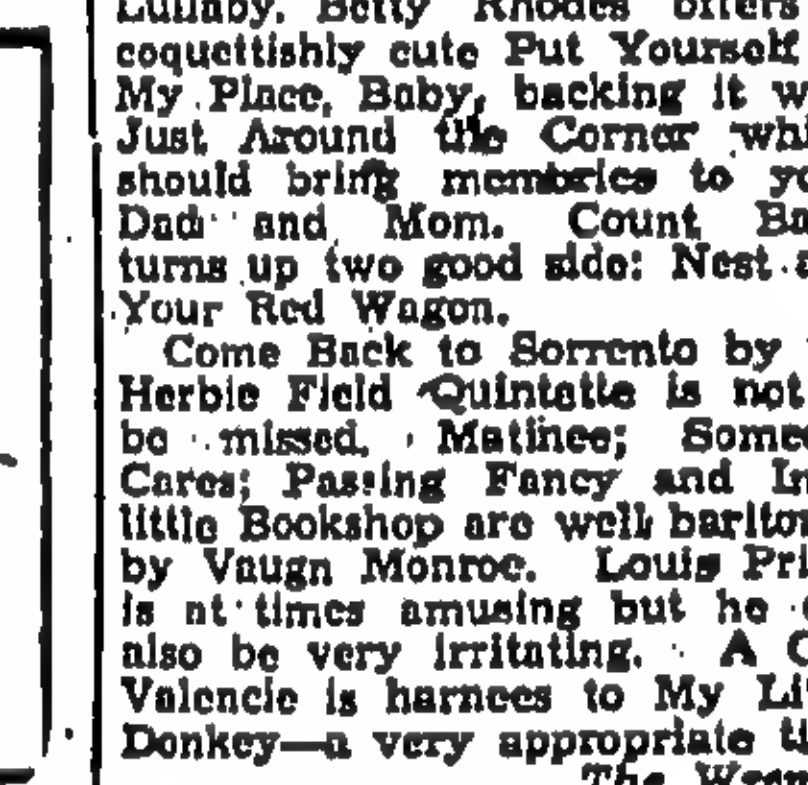 Lullaby. Betty Rhodes offers
coquettishly cute Put Yourself
My Place, Baby, backing it w
Just Around the Corner whi
should bring memories to yo
Dad and Mom. Count Ba
turns up two good side: Nest
Your Red Wagon.
Come Back to Sorrento by
Herbie Field Quintette is not
be missed. Matinee; Some
Cares; Passing Fancy and In
little Bookshop are well bariton
by Vaugn Monroe. Louis Pri
is at times amusing but he
also be very irritating. A C
Valencie is harnees to My Li
Donkey—a very appropriate ti
The